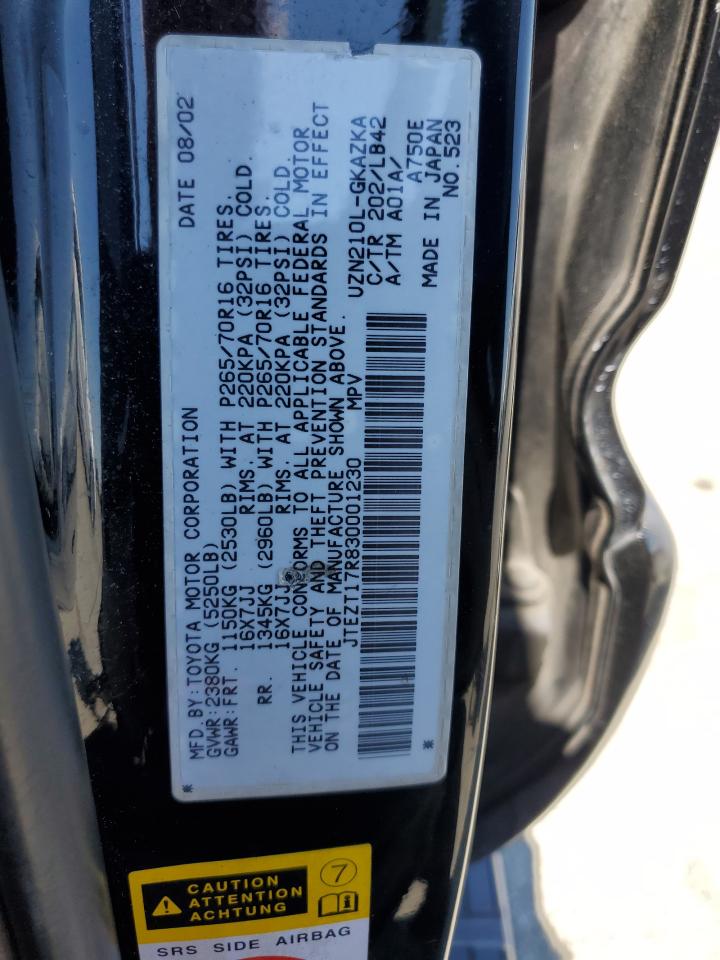 MFD. BY: TOYOTA MOTOR CORPORATION DATE 08/02
GVWR: 2380KG (5250LB)
GAWR: FRT. 1150KG (2530LB) WITH P265/70R16 TIRES.
16X7JJ RIMS. AT 220KPA (32PSI) COLD.
RR. 1345KG (2960LB) WITH P265/70R16 TIRES.
16X7JJ RIMS. AT 220KPA (32PSI) COLD.
THIS VEHICLE CONFORMS TO ALL APPLICABLE FEDERAL MOTOR
VEHICLE SAFETY AND THEFT PREVENTION STANDARDS IN EFFECT
ON THE DATE OF MANUFACTURE SHOWN ABOVE.
JTEZT17R830001230 MPV
UZN210L-GKAZKA
C/TR 202/LB42
A/TM A01A/
A750E
MADE IN JAPAN
NO. 523
CAUTION
ATTENTION
ACHTUNG
7
SRS SIDE AIRBAG